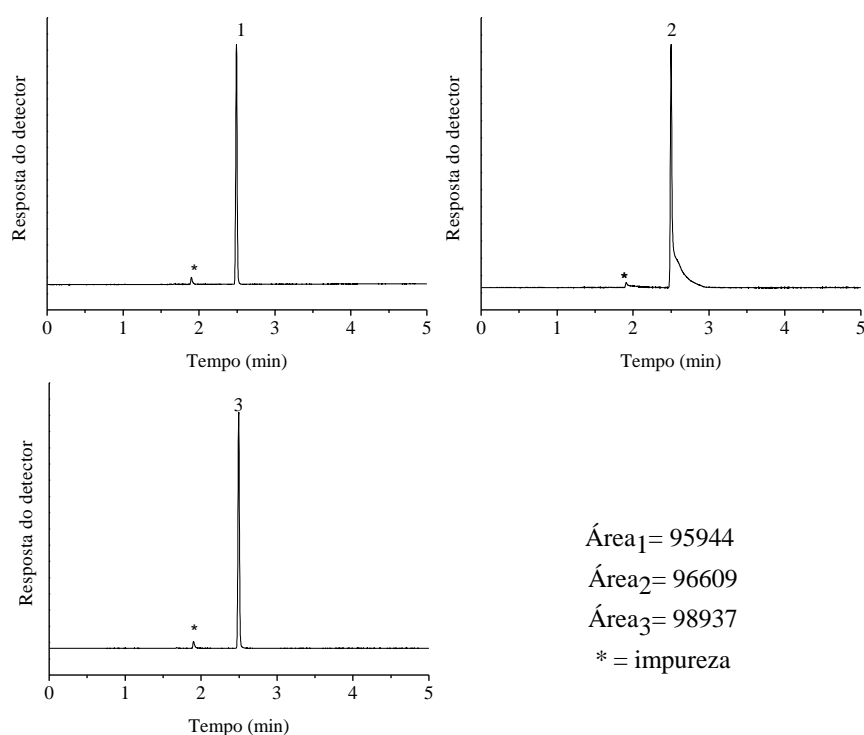 1
Resposta do detector
*
0 1 2 3 4 5
Tempo (min)
2
Resposta do detector
*
0 1 2 3 4 5
Tempo (min)
3
Resposta do detector
*
0 1 2 3 4 5
Tempo (min)
Área1= 95944
Área2= 96609
Área3= 98937
* = impureza